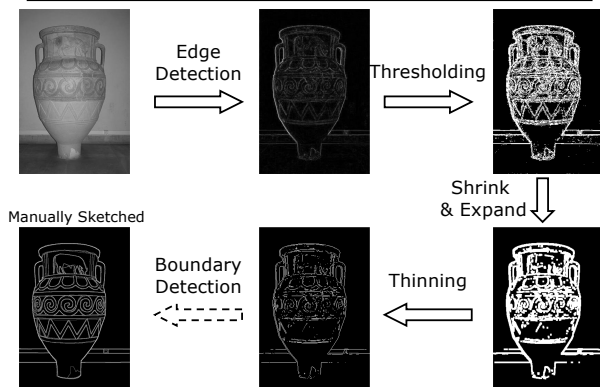 Edge
Detection
Thresholding
Shrink
& Expand
Manually Sketched
Boundary
Detection
Thinning